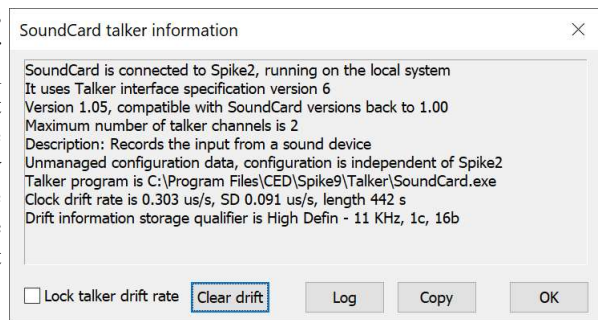 SoundCard talker information
SoundCard is connected to Spike2, running on the local system
It uses Talker interface specification version 6
Version 1.05, compatible with SoundCard versions back to 1.00
Maximum number of talker channels is 2
Description: Records the input from a sound device
Unmanaged configuration data, configuration is independent of Spike2
Talker program is C:\Program Files\CED\Spike9\Talker\SoundCard.exe
Clock drift rate is 0.303 us/s, SD 0.091 us/s, length 442 s
Drift information storage qualifier is High Defin - 11 KHz, 1c, 16b
Lock talker drift rate Clear drift Log Copy OK